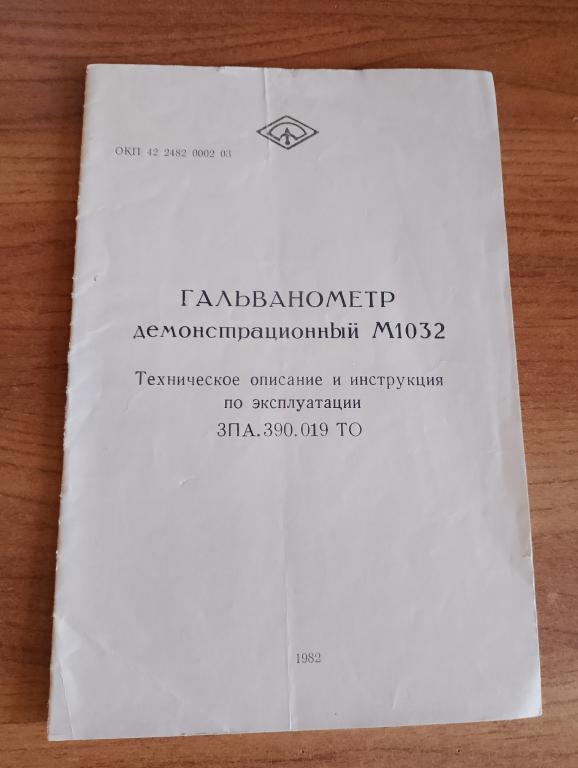 ОКП 42 2482 0002 03
ГАЛЬВАНОМЕТР
демонстрационный М1032
Техническое описание и инструкция
по эксплуатации
3ПА.390.019 ТО
1982